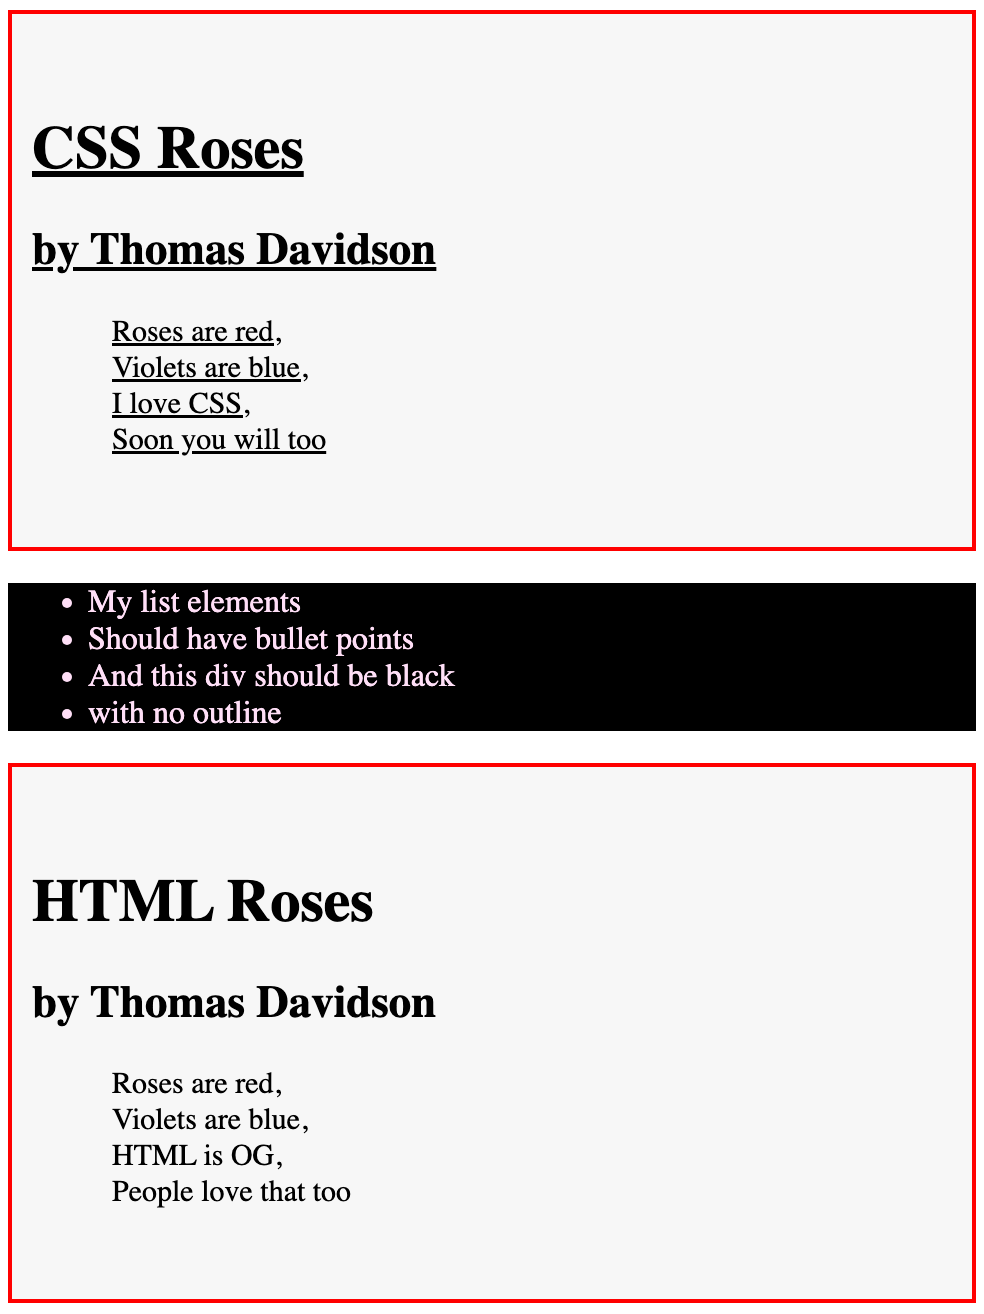 CSS Roses
by Thomas Davidson
Roses are red,
Violets are blue,
I love CSS,
Soon you will too
• My list elements
• Should have bullet points
• And this div should be black
• with no outline
HTML Roses
by Thomas Davidson
Roses are red,
Violets are blue,
HTML is OG,
People love that too